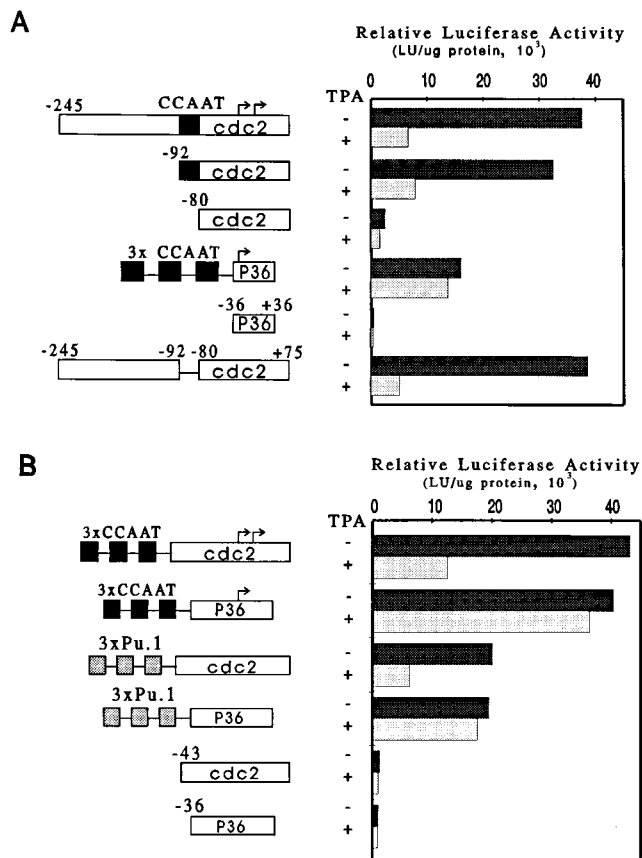 A
Relative Luciferase Activity
(LU/ug protein, 10³)
TPA 0 10 20 30 40
-245 CCAAT
cdc2
-
+
-92
cdc2
-
+
-80
cdc2
-
+
3x CCAAT
P36
-
+
-36 +36
P36
-
+
-245 -92 -80 +75
cdc2
-
+
B
Relative Luciferase Activity
(LU/ug protein, 10³)
TPA 0 10 20 30 40
3xCCAAT
cdc2
-
+
3xCCAAT
P36
-
+
3xPu.1
cdc2
-
+
3xPu.1
P36
-
+
-43
cdc2
-
+
-36
P36
-
+